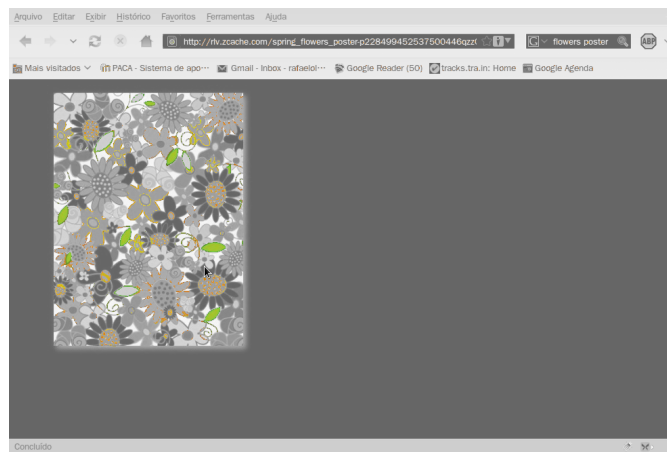 Arquivo Editar Exibir Histórico Favoritos Ferramentas Ajuda
http://rlv.zcache.com/spring_flowers_poster-p228499452537500446qzz( flowers poster ABP
Mais visitados PACA - Sistema de apo··· Gmail - Inbox - rafaelol··· Google Reader (50) tracks.tra.in: Home Google Agenda
Concluído